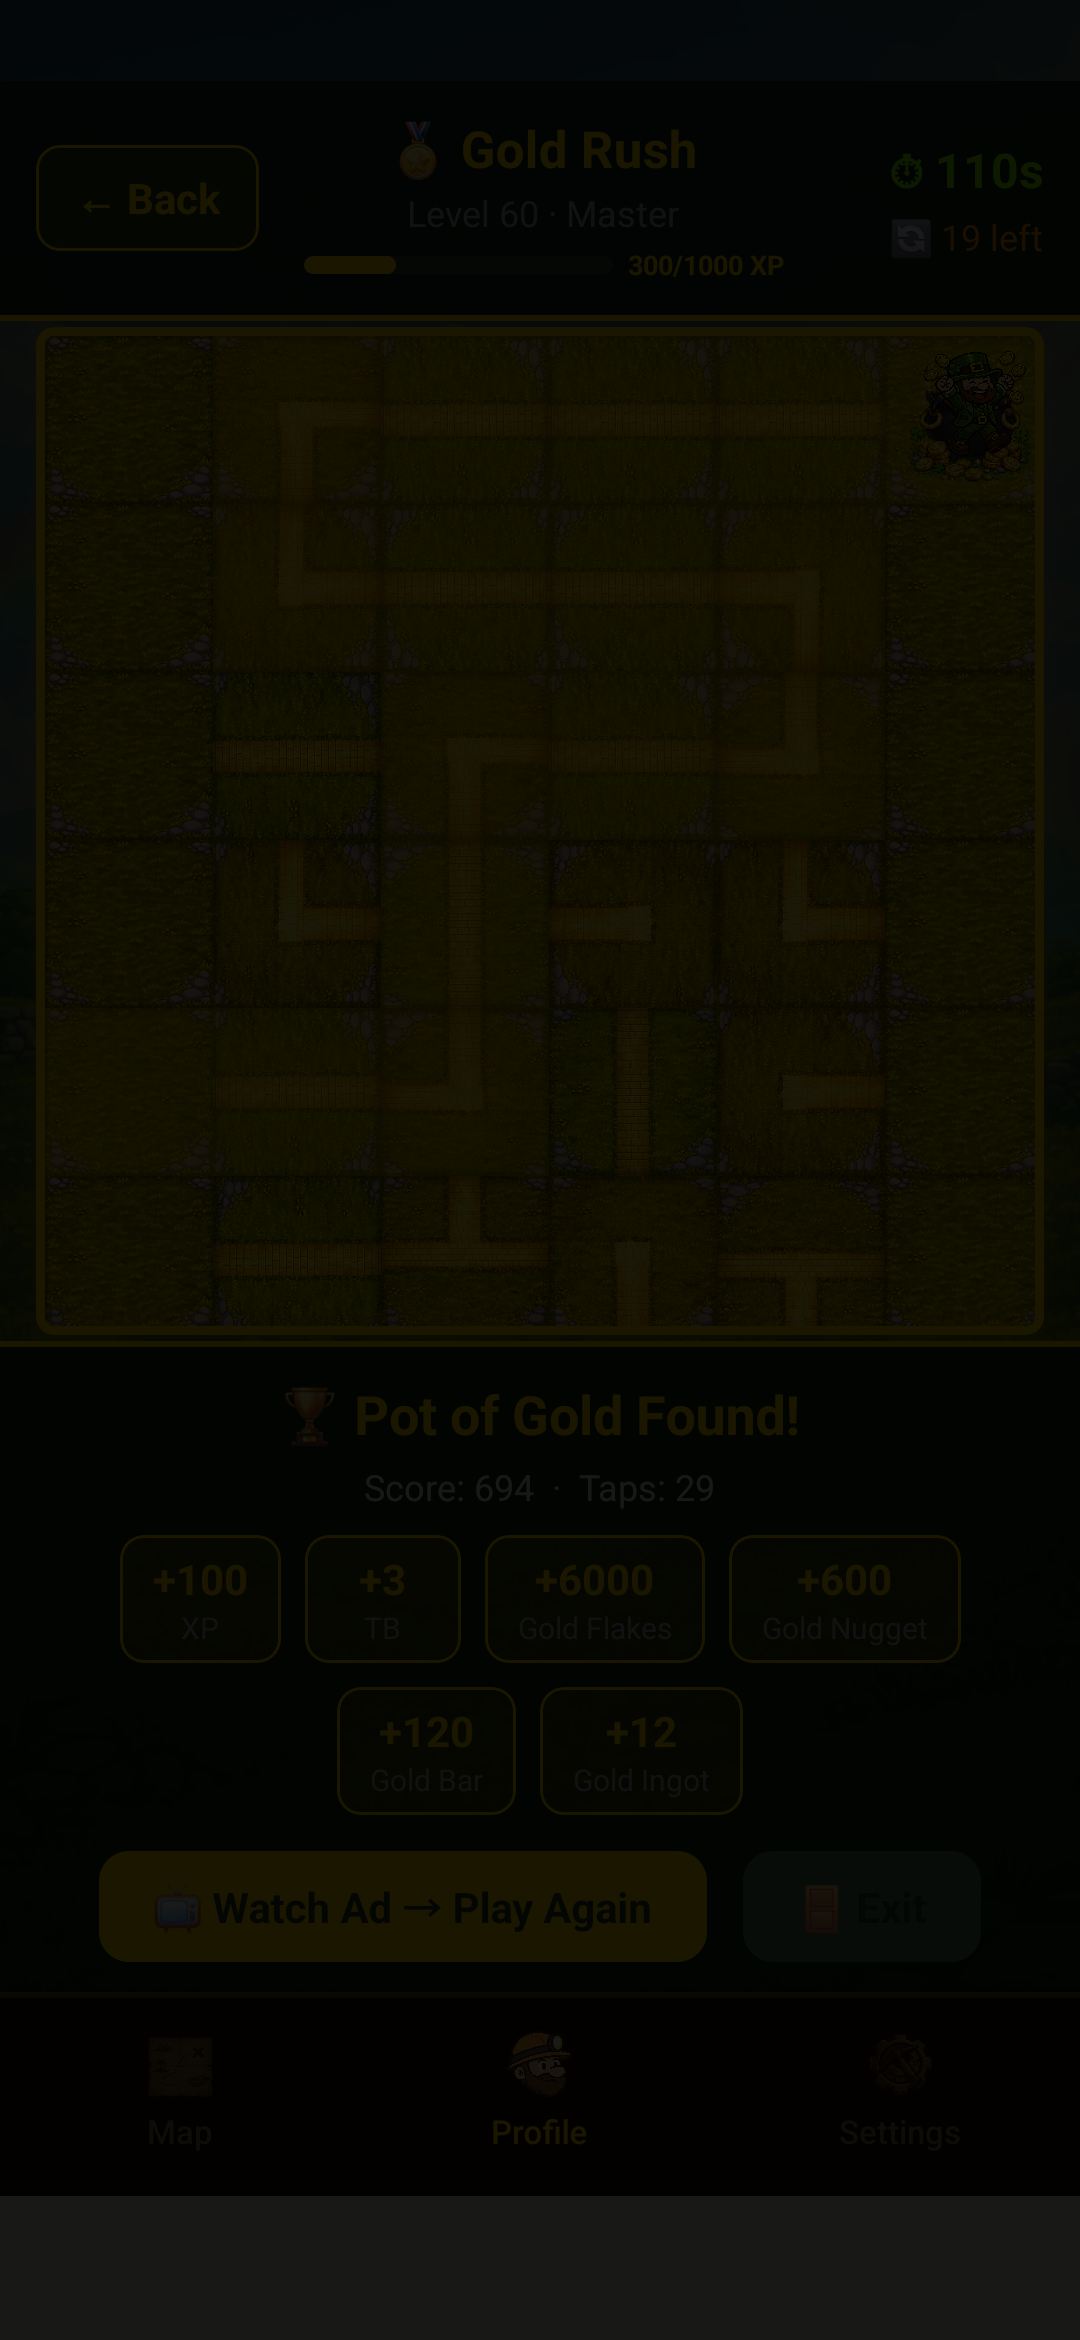 Gold Rush
← Back
Level 60 · Master
300/1000 XP
110s
19 left
Pot of Gold Found!
Score: 694 · Taps: 29
+100
XP
+3
TB
+6000
Gold Flakes
+600
Gold Nugget
+120
Gold Bar
+12
Gold Ingot
Watch Ad → Play Again
Exit
Map
Profile
Settings